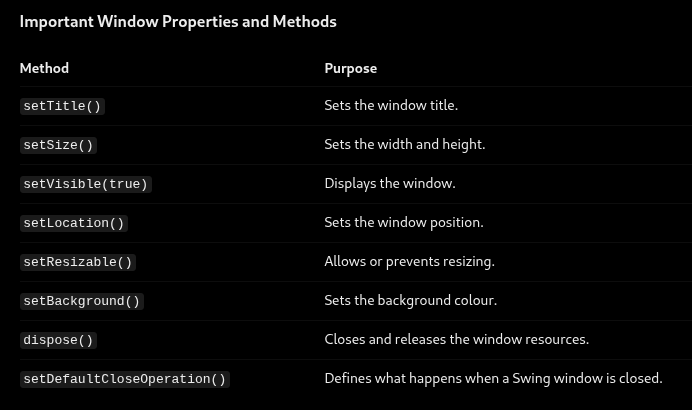 Important Window Properties and Methods
Method Purpose
setTitle() Sets the window title.
setSize() Sets the width and height.
setVisible(true) Displays the window.
setLocation() Sets the window position.
setResizable() Allows or prevents resizing.
setBackground() Sets the background colour.
dispose() Closes and releases the window resources.
setDefaultCloseOperation() Defines what happens when a Swing window is closed.